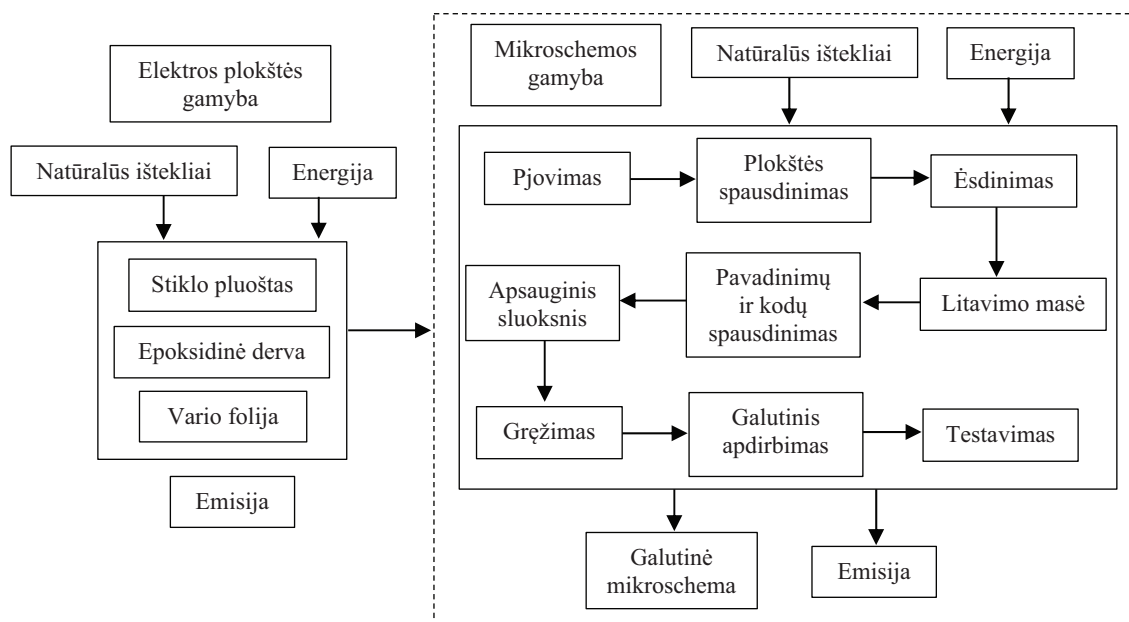 Elektros plokštės
gamyba
Natūralūs ištekliai
Energija
Stiklo pluoštas
Epoksidinė derva
Vario folija
Emisija
Mikroschemos
gamyba
Natūralūs ištekliai
Energija
Pjovimas
Plokštės
spausdinimas
Ėsdinimas
Litavimo masė
Pavadinimų
ir kodų
spausdinimas
Apsauginis
sluoksnis
Gręžimas
Galutinis
apdirbimas
Testavimas
Galutinė
mikroschema
Emisija